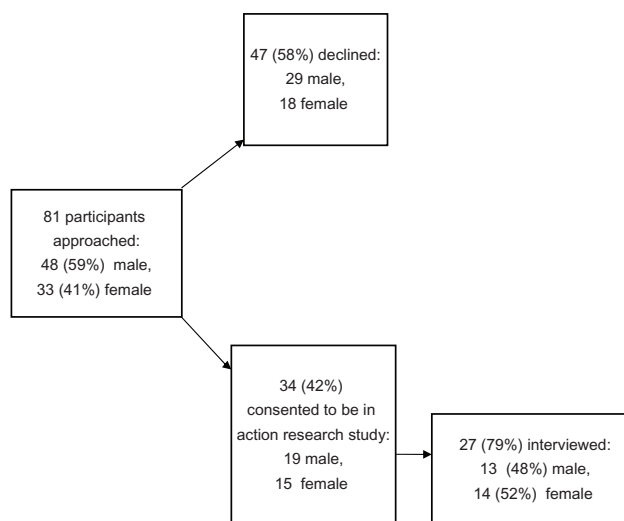 47 (58%) declined:
29 male,
18 female
81 participants
approached:
48 (59%) male,
33 (41%) female
34 (42%)
consented to be in
action research study:
19 male,
15 female
27 (79%) interviewed:
13 (48%) male,
14 (52%) female